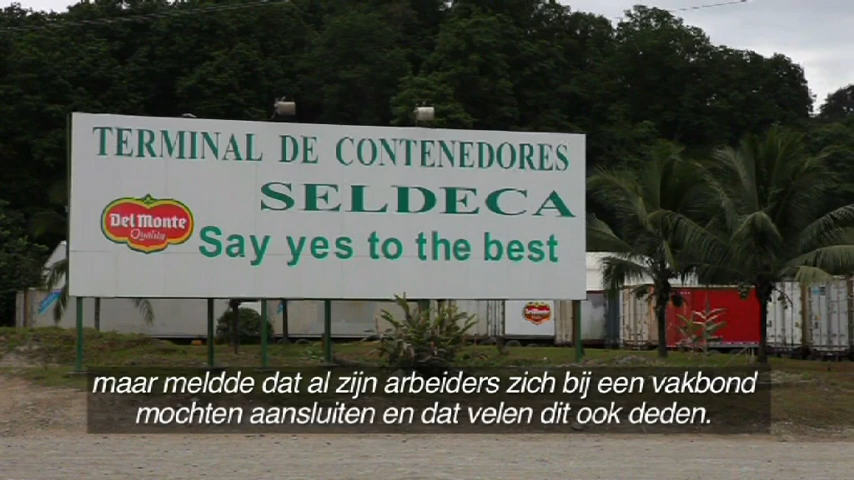 TERMINAL DE CONTENEDORES
SELDECA
Del Monte
Quality
Say yes to the best
Del Monte
maar meldde dat al zijn arbeiders zich bij een vakbond
mochten aansluiten en dat velen dit ook deden.